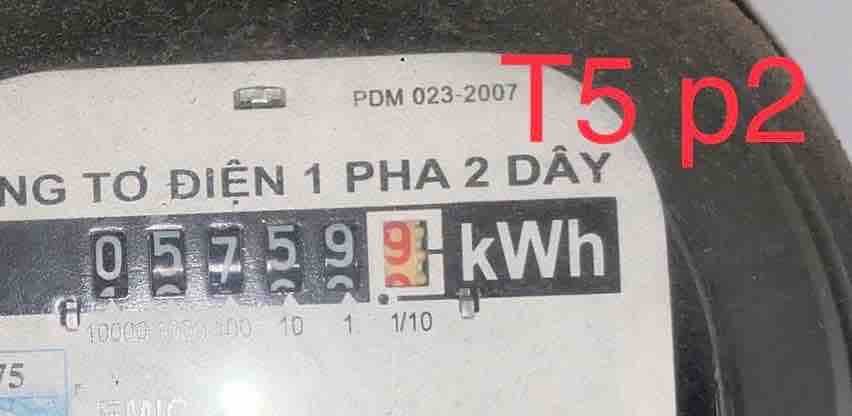 T5 p2
PDM 023-2007
NG TƠ ĐIỆN 1 PHA 2 DÂY
0 5 7 5 9 9 kWh
10000 1000 100 10 1 1/10
75
EMIC